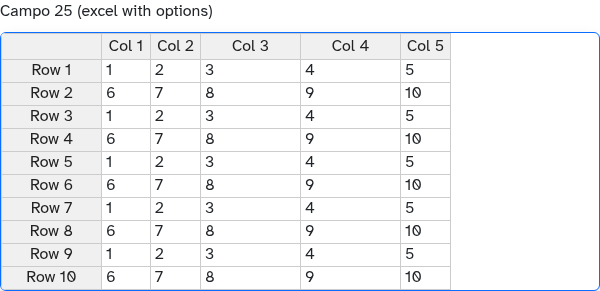 Campo 25 (excel with options)
Col 1 Col 2 Col 3 Col 4 Col 5
Row 1 1 2 3 4 5
Row 2 6 7 8 9 10
Row 3 1 2 3 4 5
Row 4 6 7 8 9 10
Row 5 1 2 3 4 5
Row 6 6 7 8 9 10
Row 7 1 2 3 4 5
Row 8 6 7 8 9 10
Row 9 1 2 3 4 5
Row 10 6 7 8 9 10